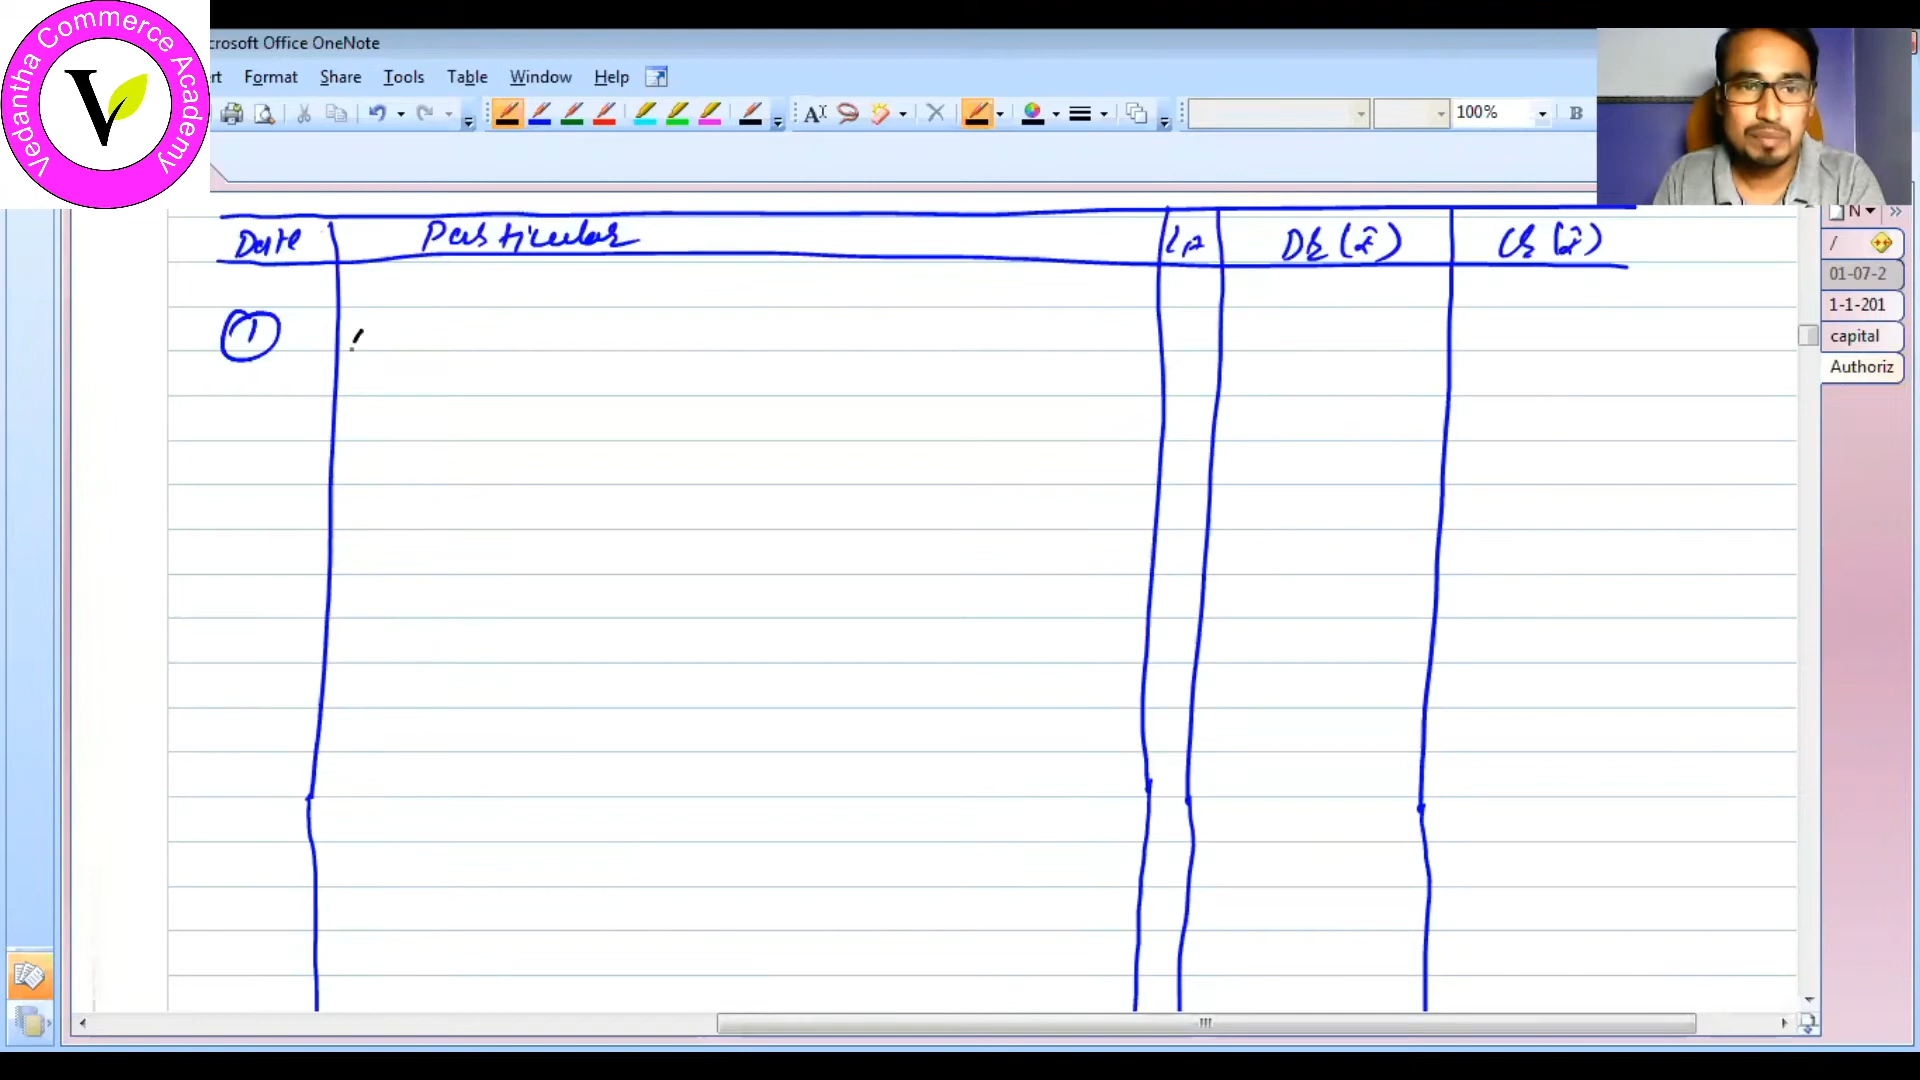 Vedantha Commerce Academy
V
crosoft Office OneNote
rt Format Share Tools Table Window Help
100% B
N
01-07-2
1-1-201
capital
Authoriz
Date Particular Dr (₹) Cr (₹)
1